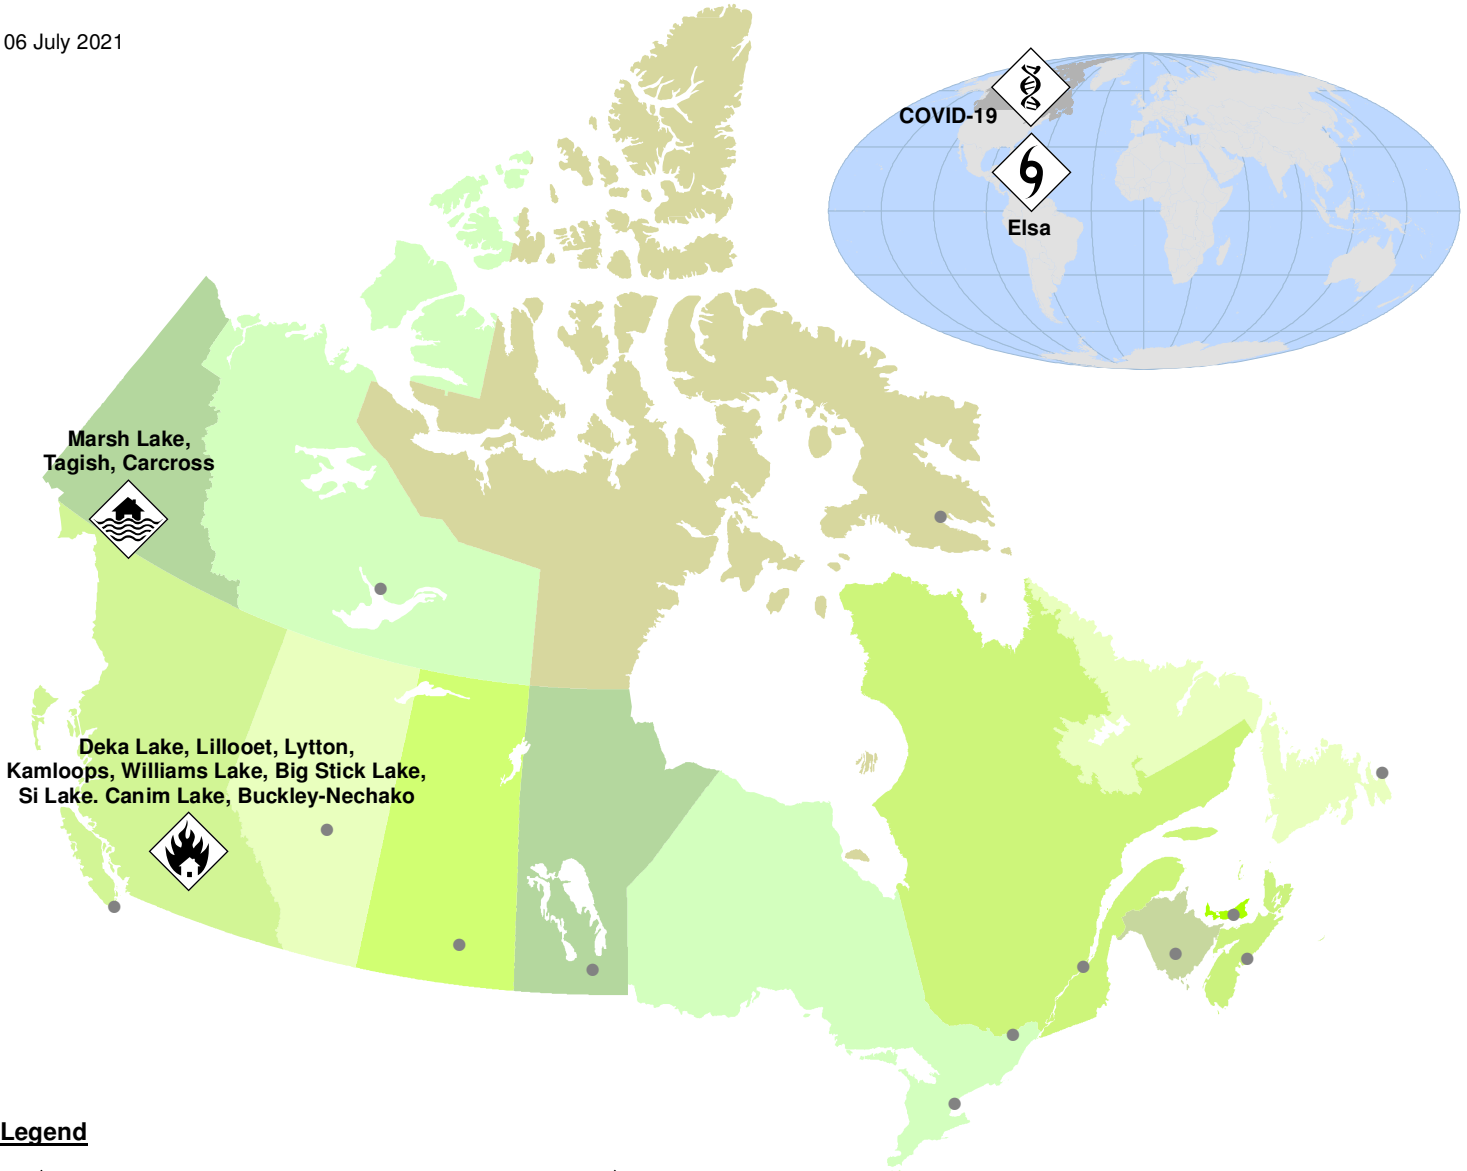 06 July 2021
COVID-19
Elsa
Marsh Lake,
Tagish, Carcross
Deka Lake, Lillooet, Lytton,
Kamloops, Williams Lake, Big Stick Lake,
Si Lake. Canim Lake, Buckley-Nechako
Legend